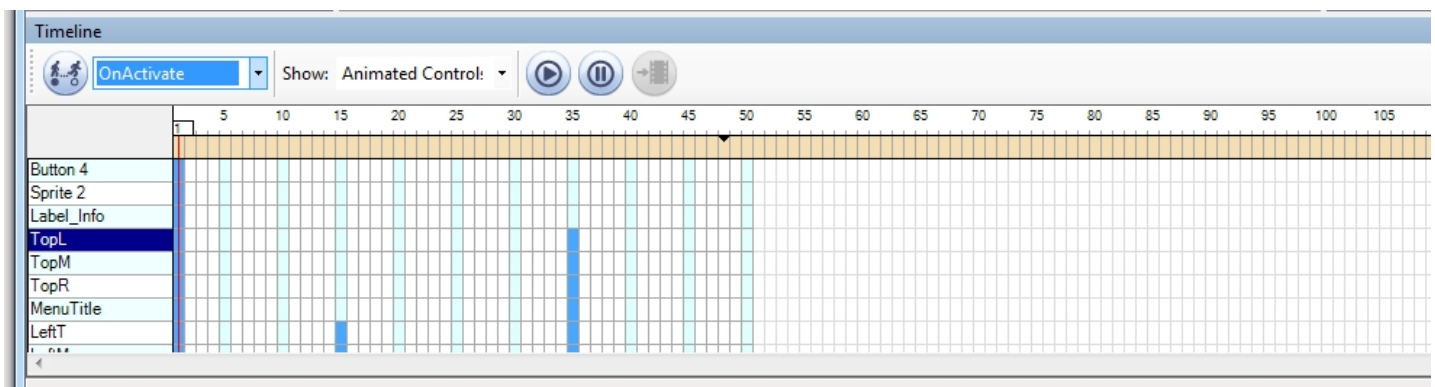 Timeline
OnActivate Show: Animated Control
5 10 15 20 25 30 35 40 45 50 55 60 65 70 75 80 85 90 95 100 105
1
Button 4
Sprite 2
Label_Info
TopL
TopM
TopR
MenuTitle
LeftT